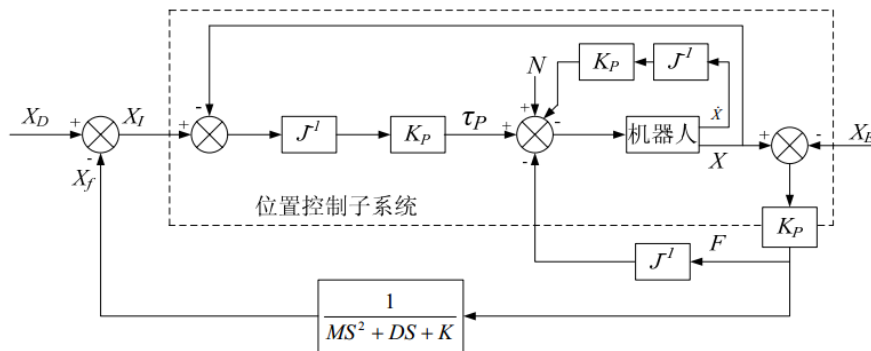 K_P J^1
N
Ẋ
X_D + X_I + - J^1 K_P τ_P + + - 机器人 + - X_E
- X
X_f -
位置控制子系统
K_P
F
J^1
1
MS^2 + DS + K